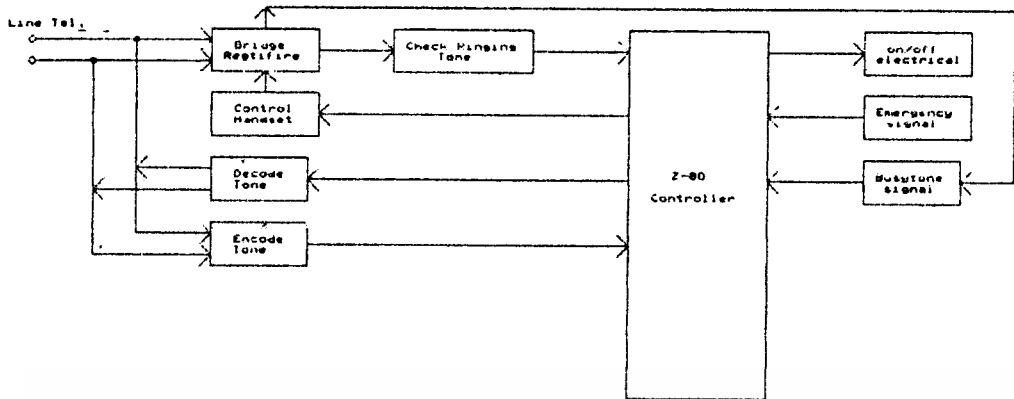 Line Tel.
Bridge
Regtifire
Check Ringing
Tone
on/off
electrical
Control
Handset
Emergency
signal
Decode
Tone
Z-80
Controller
Busytone
signal
Encode
Tone